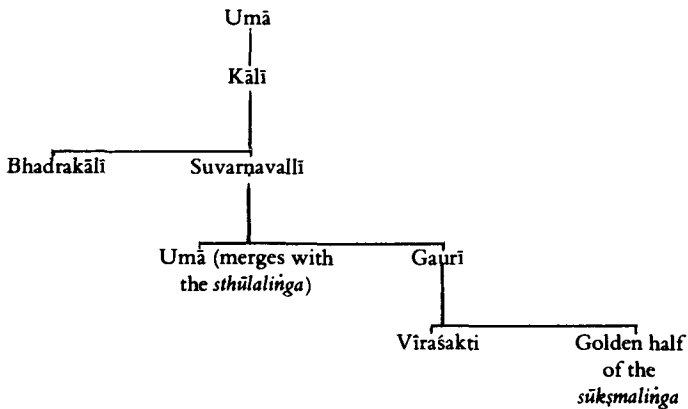 Umā
Kālī
Bhadrakālī Suvarṇavallī
Umā (merges with Gaurī
the sthūlaliṅga)
Vīraśakti Golden half
of the
sūkṣmaliṅga